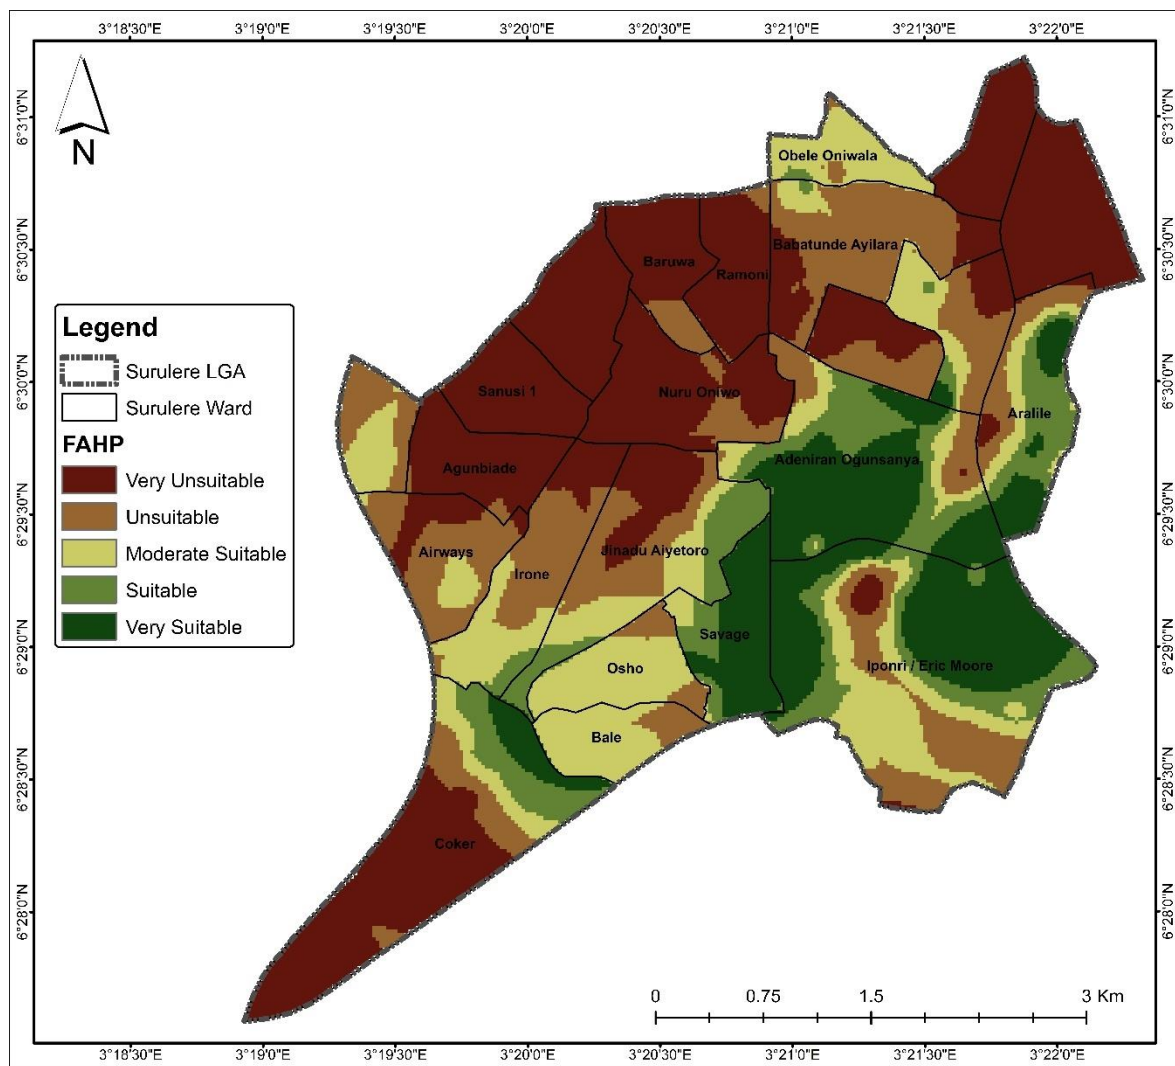 3°18'30"E 3°19'0"E 3°19'30"E 3°20'0"E 3°20'30"E 3°21'0"E 3°21'30"E 3°22'0"E
6°31'0"N 6°31'0"N
6°30'30"N 6°30'30"N
6°30'0"N 6°30'0"N
6°29'30"N 6°29'30"N
6°29'0"N 6°29'0"N
6°28'30"N 6°28'30"N
6°28'0"N 6°28'0"N
N
Obele Oniwala
Babatunde Ayilara
Baruwa
Ramoni
Sanusi 1
Nuru Oniwo
Aralile
Agunbiade
Adeniran Ogunsanya
Airways
Irone
Jinadu Aiyetoro
Savage
Osho
Iponri / Eric Moore
Bale
Coker
Legend
Surulere LGA
Surulere Ward
FAHP
Very Unsuitable
Unsuitable
Moderate Suitable
Suitable
Very Suitable
0 0.75 1.5 3 Km
3°18'30"E 3°19'0"E 3°19'30"E 3°20'0"E 3°20'30"E 3°21'0"E 3°21'30"E 3°22'0"E